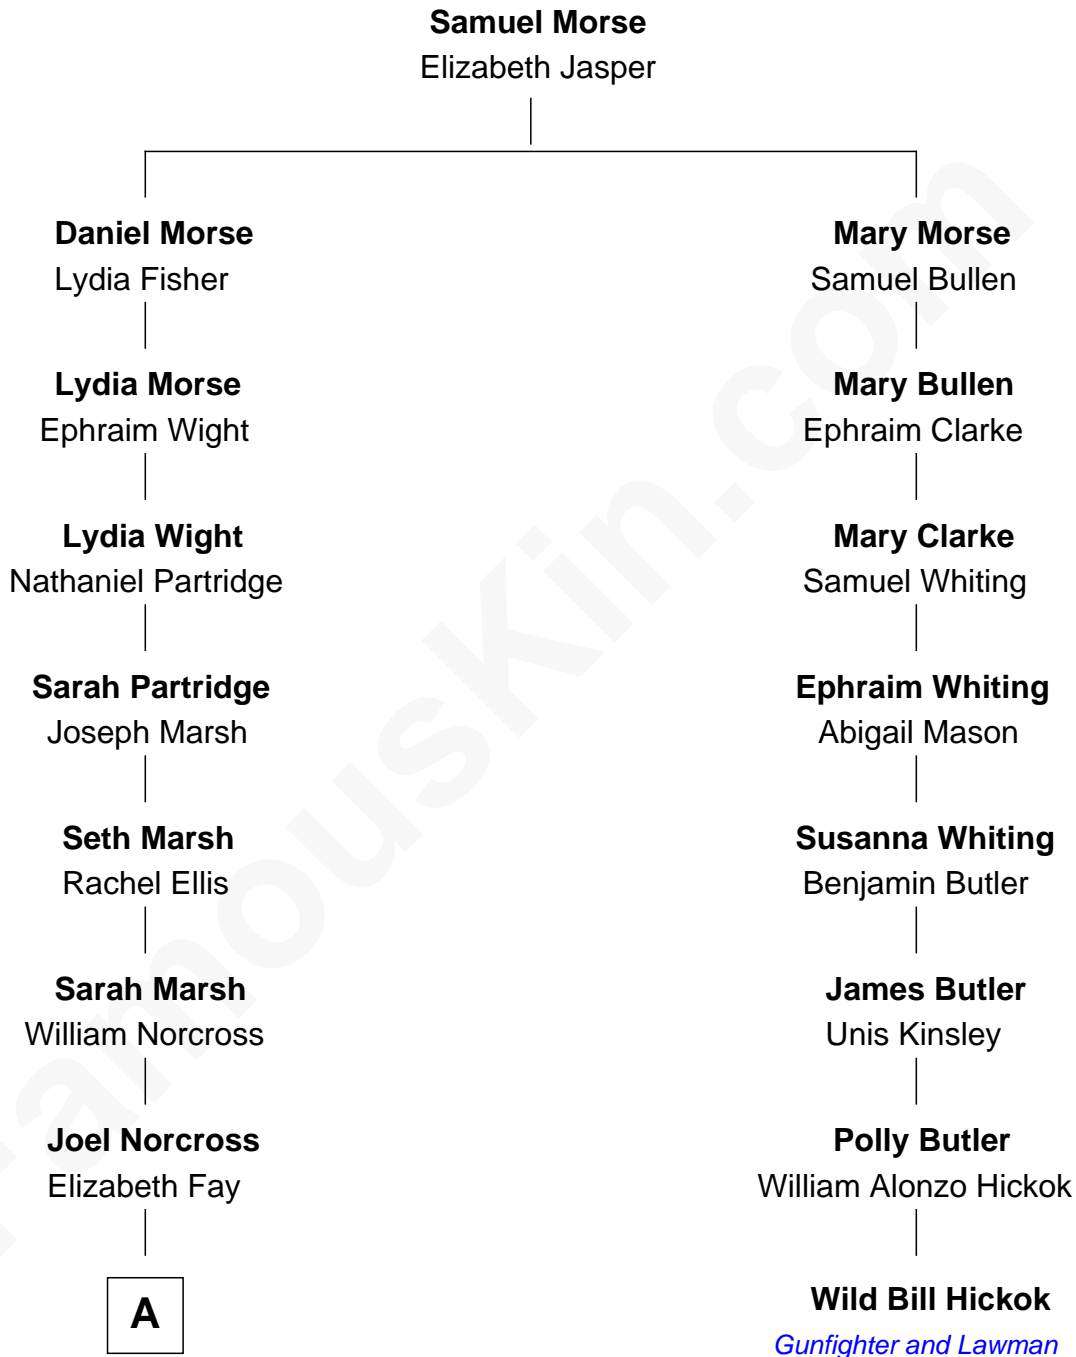 Samuel Morse
Elizabeth Jasper
Daniel Morse
Lydia Fisher
Mary Morse
Samuel Bullen
Lydia Morse
Ephraim Wight
Mary Bullen
Ephraim Clarke
Lydia Wight
Nathaniel Partridge
Mary Clarke
Samuel Whiting
Sarah Partridge
Joseph Marsh
Ephraim Whiting
Abigail Mason
Seth Marsh
Rachel Ellis
Susanna Whiting
Benjamin Butler
Sarah Marsh
William Norcross
James Butler
Unis Kinsley
Joel Norcross
Elizabeth Fay
Polly Butler
William Alonzo Hickok
A
Wild Bill Hickok
Gunfighter and Lawman
FamousKin.com